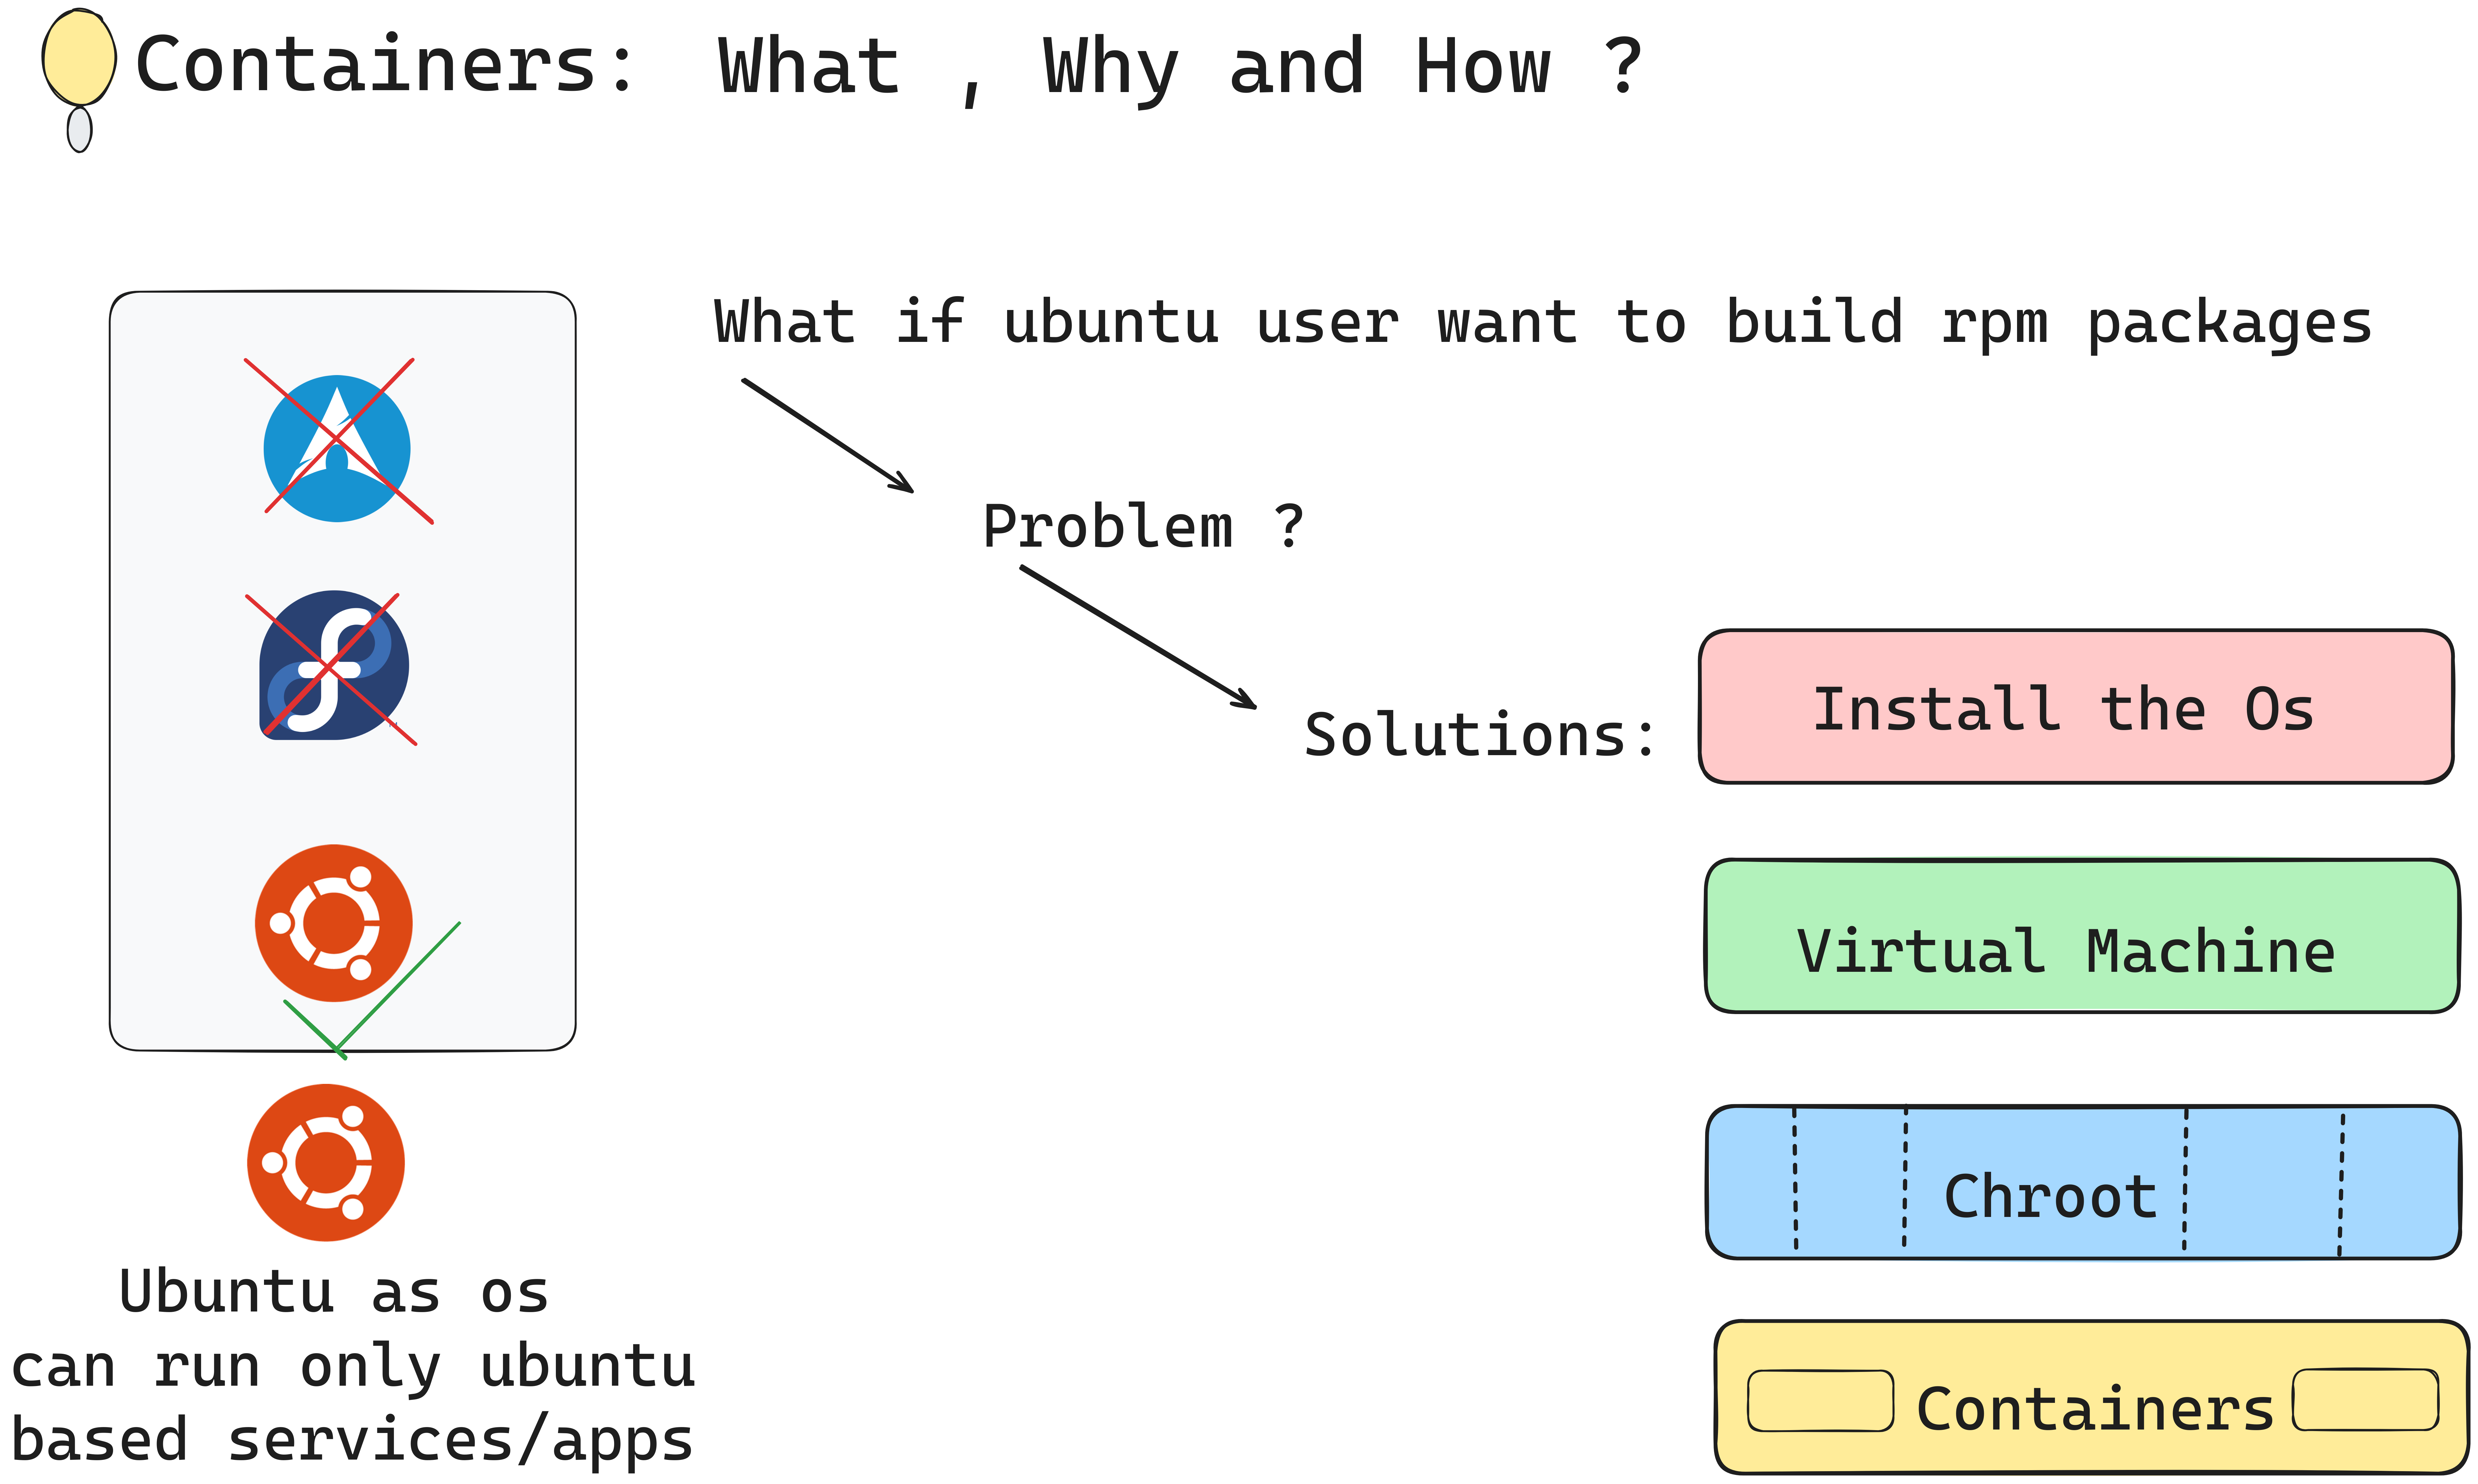 Containers: What , Why and How ?
What if ubuntu user want to build rpm packages
Problem ?
Solutions:
Install the Os
Virtual Machine
Chroot
Containers
Ubuntu as os
can run only ubuntu
based services/apps